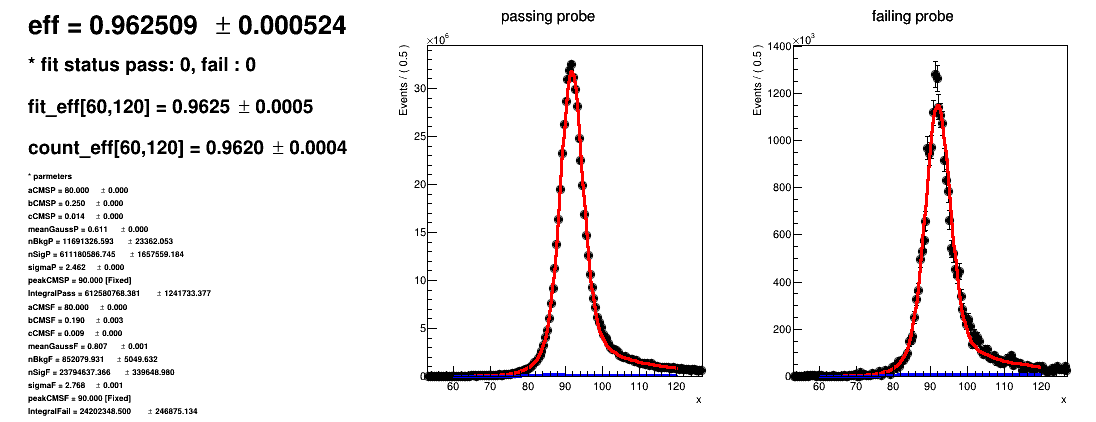 eff = 0.962509 ± 0.000524
* fit status pass: 0, fail : 0
fit_eff[60,120] = 0.9625 ± 0.0005
count_eff[60,120] = 0.9620 ± 0.0004
* parmeters
aCMSP = 80.000 ± 0.000
bCMSP = 0.250 ± 0.000
cCMSP = 0.014 ± 0.000
meanGaussP = 0.611 ± 0.000
nBkgP = 11691326.593 ± 23362.053
nSigP = 611180586.745 ± 1657559.184
sigmaP = 2.462 ± 0.000
peakCMSP = 90.000 [Fixed]
IntegralPass = 612580768.381 ± 1241733.377
aCMSF = 80.000 ± 0.000
bCMSF = 0.190 ± 0.003
cCMSF = 0.009 ± 0.000
meanGaussF = 0.807 ± 0.001
nBkgF = 852079.931 ± 5049.632
nSigF = 23794637.366 ± 339648.980
sigmaF = 2.768 ± 0.001
peakCMSF = 90.000 [Fixed]
IntegralFail = 24202348.500 ± 246875.134
passing probe
×10⁶
Events / ( 0.5 )
30
25
20
15
10
5
0
60 70 80 90 100 110 120
x
failing probe
×10³
Events / ( 0.5 )
1400
1200
1000
800
600
400
200
0
60 70 80 90 100 110 120
x